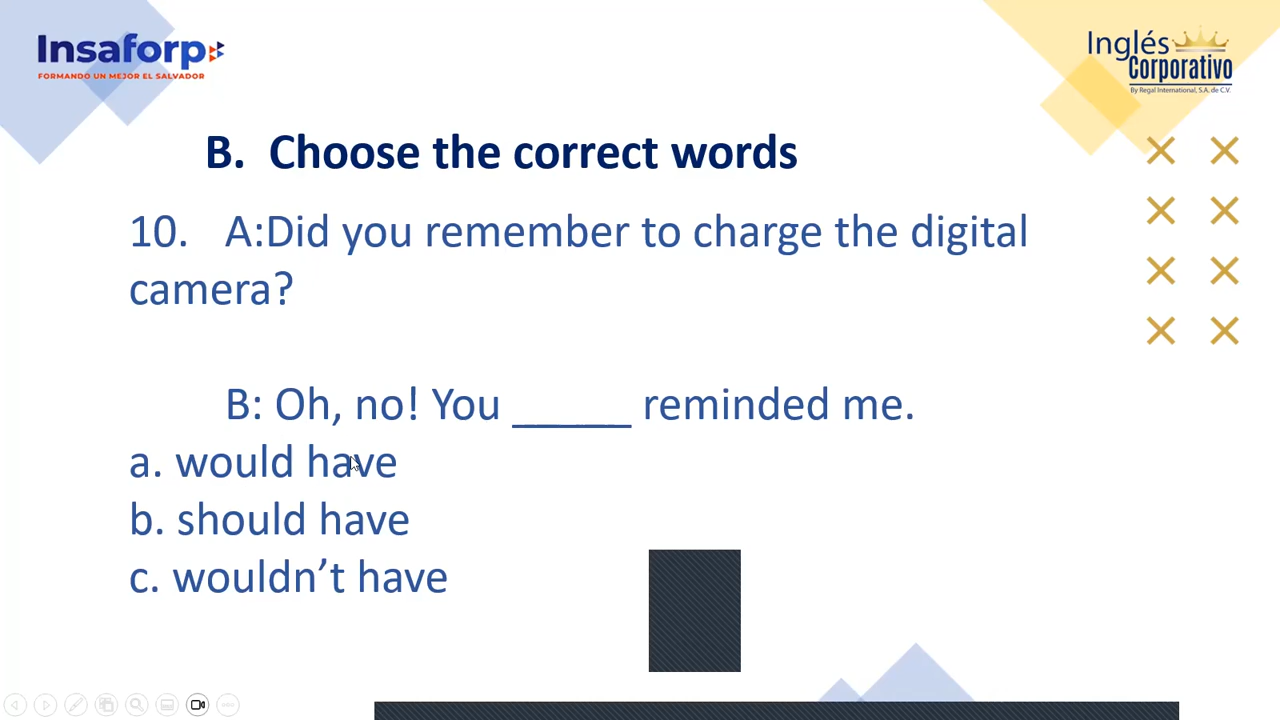 Insaforp
FORMANDO UN MEJOR EL SALVADOR
Inglés
Corporativo
By Regal International, S.A. de C.V.
B. Choose the correct words
10. A:Did you remember to charge the digital
camera?
B: Oh, no! You _____ reminded me.
a. would have
b. should have
c. wouldn’t have